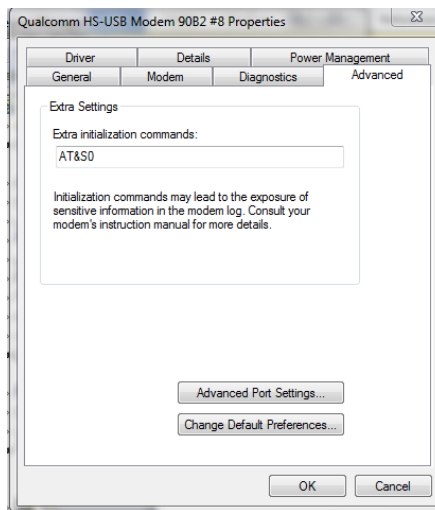 Qualcomm HS-USB Modem 90B2 #8 Properties
Driver Details Power Management
General Modem Diagnostics Advanced
Extra Settings
Extra initialization commands:
AT&S0
Initialization commands may lead to the exposure of
sensitive information in the modem log. Consult your
modem's instruction manual for more details.
Advanced Port Settings...
Change Default Preferences...
OK Cancel